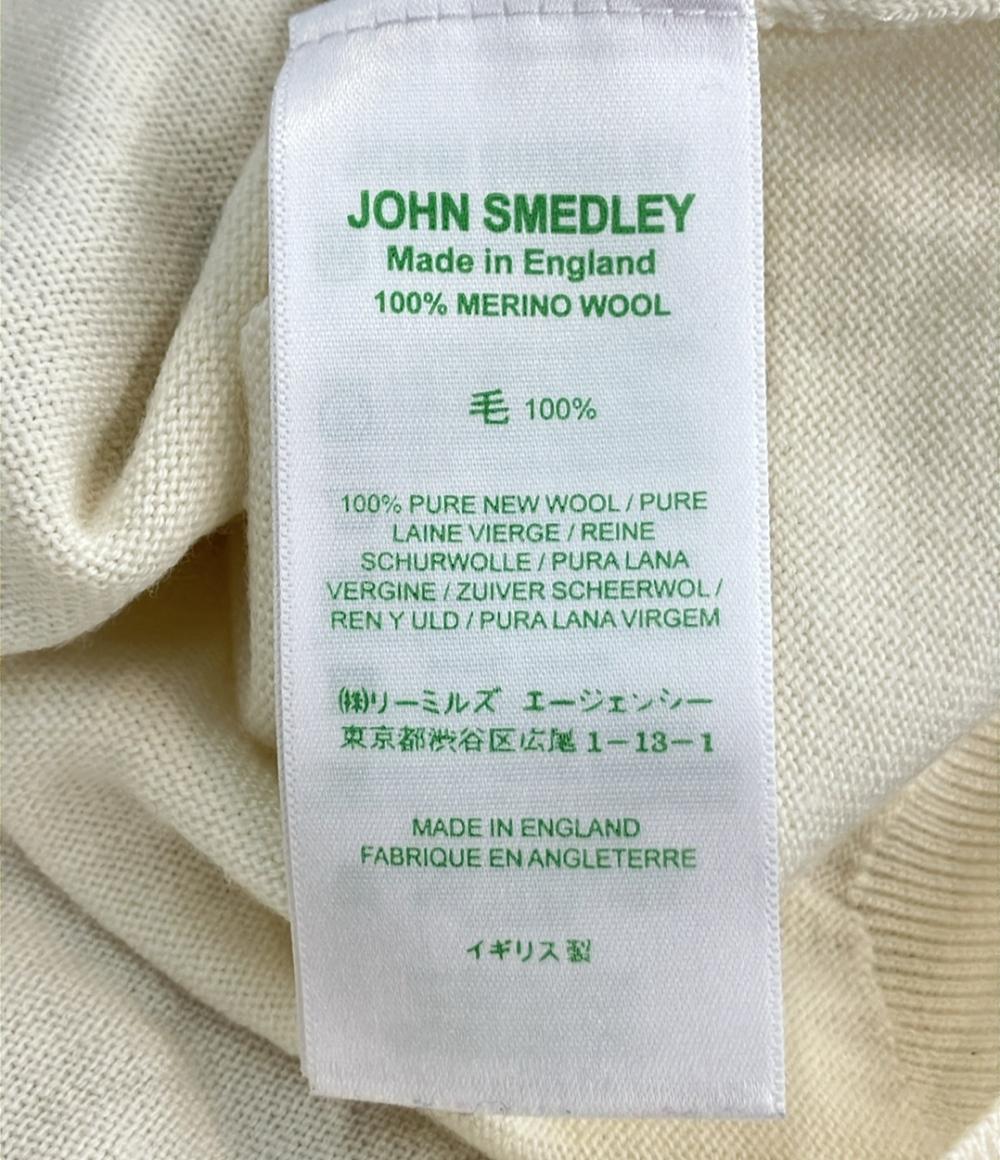 JOHN SMEDLEY
Made in England
100% MERINO WOOL
毛 100%
100% PURE NEW WOOL / PURE
LAINE VIERGE / REINE
SCHURWOLLE / PURA LANA
VERGINE / ZUIVER SCHEERWOL /
REN Y ULD / PURA LANA VIRGEM
㈱リーミルズ エージェンシー
東京都渋谷区広尾1-13-1
MADE IN ENGLAND
FABRIQUE EN ANGLETERRE
イギリス製